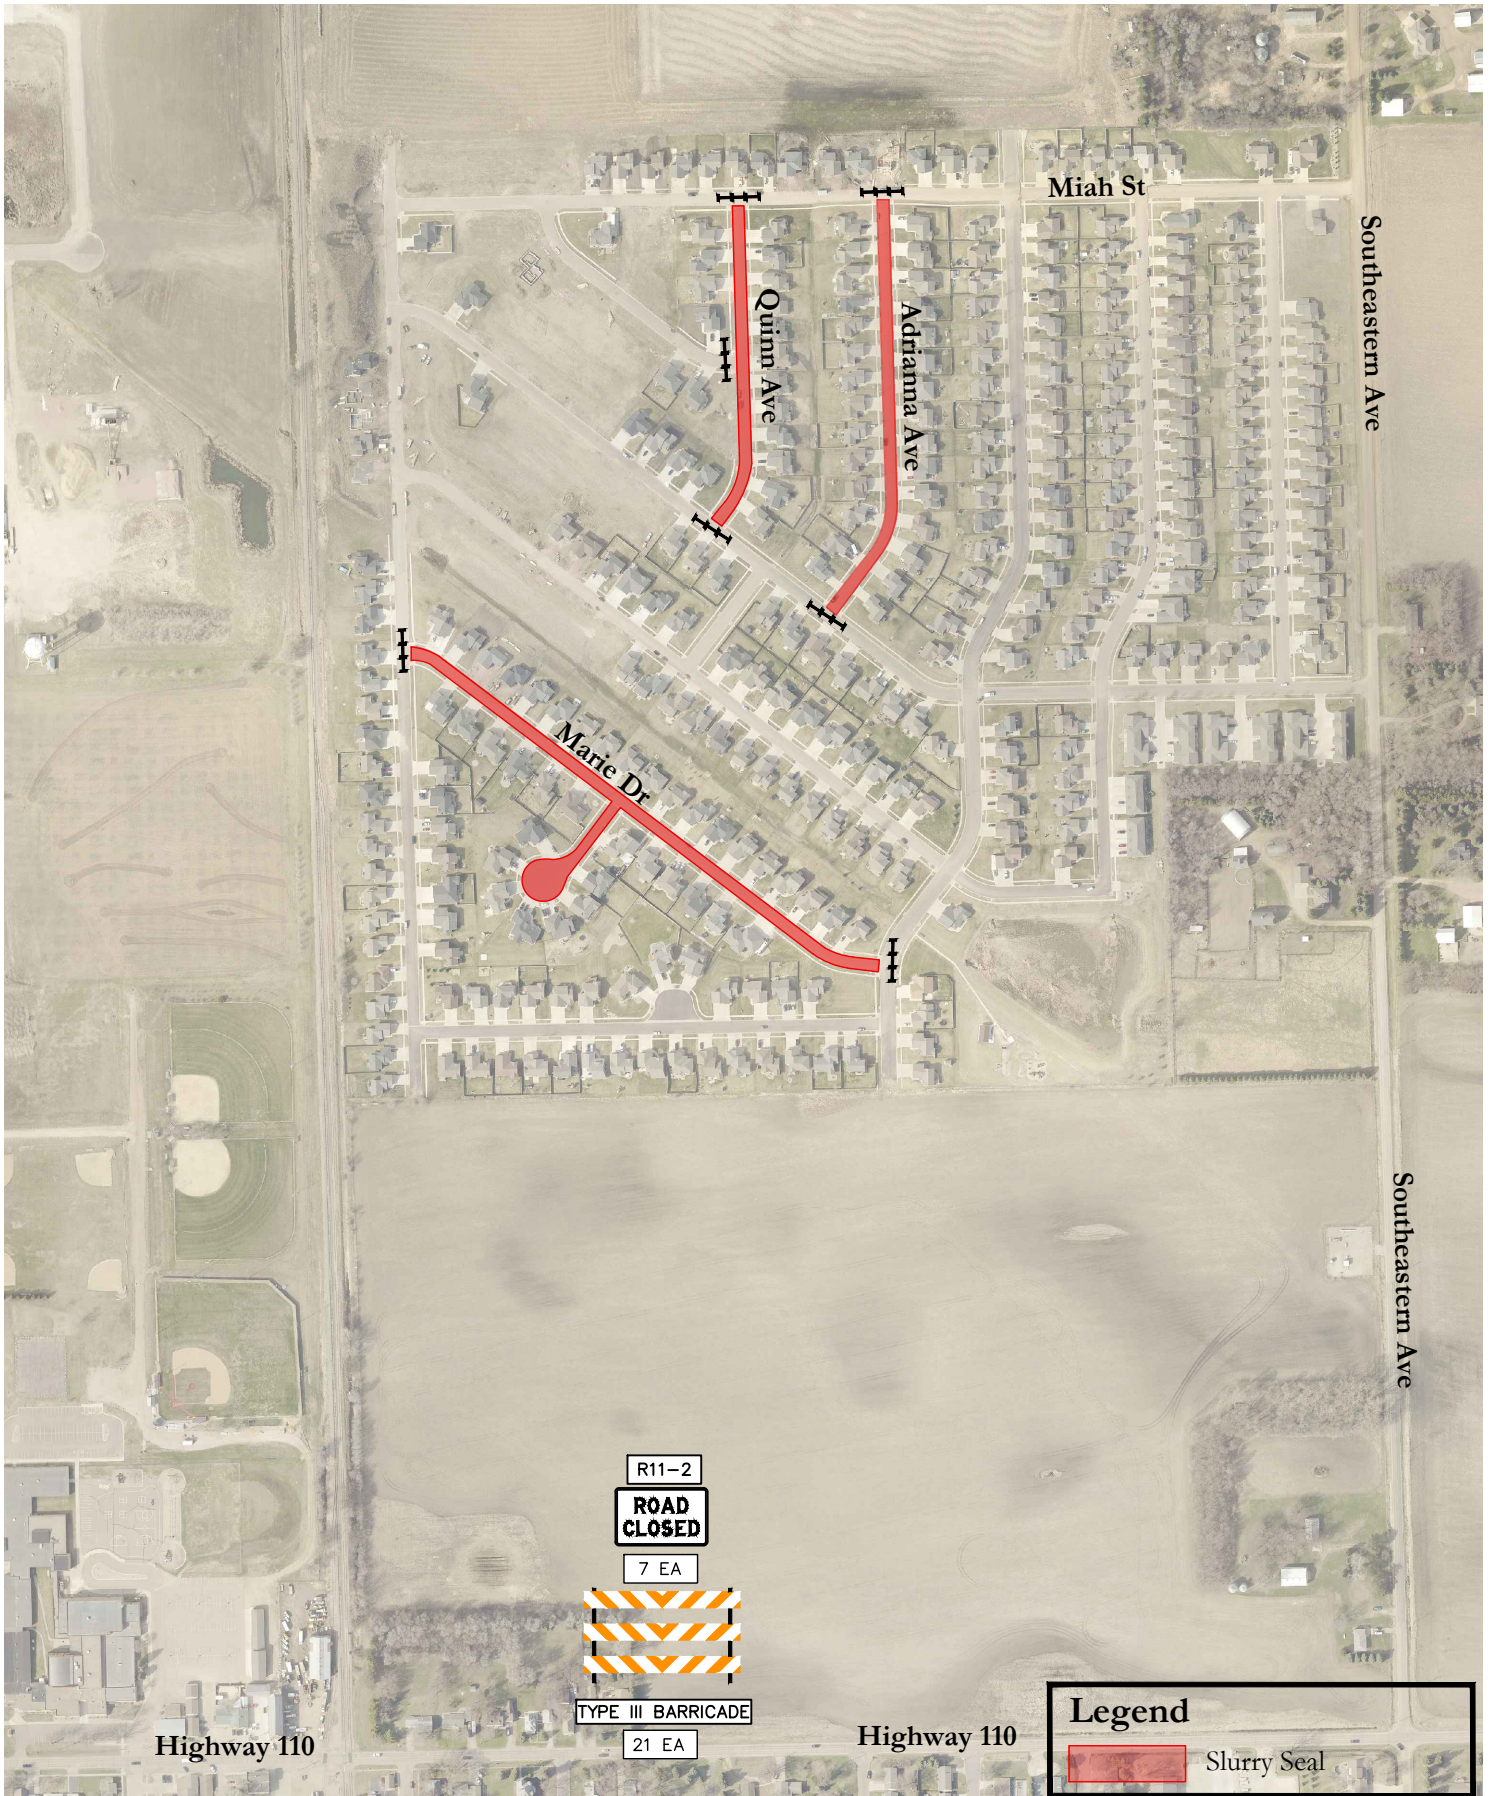 Miah St
Southeastern Ave
Quinn Ave
Adrianna Ave
Marie Dr
Southeastern Ave
R11-2
ROAD
CLOSED
7 EA
TYPE III BARRICADE
21 EA
Highway 110
Highway 110
Legend
Slurry Seal